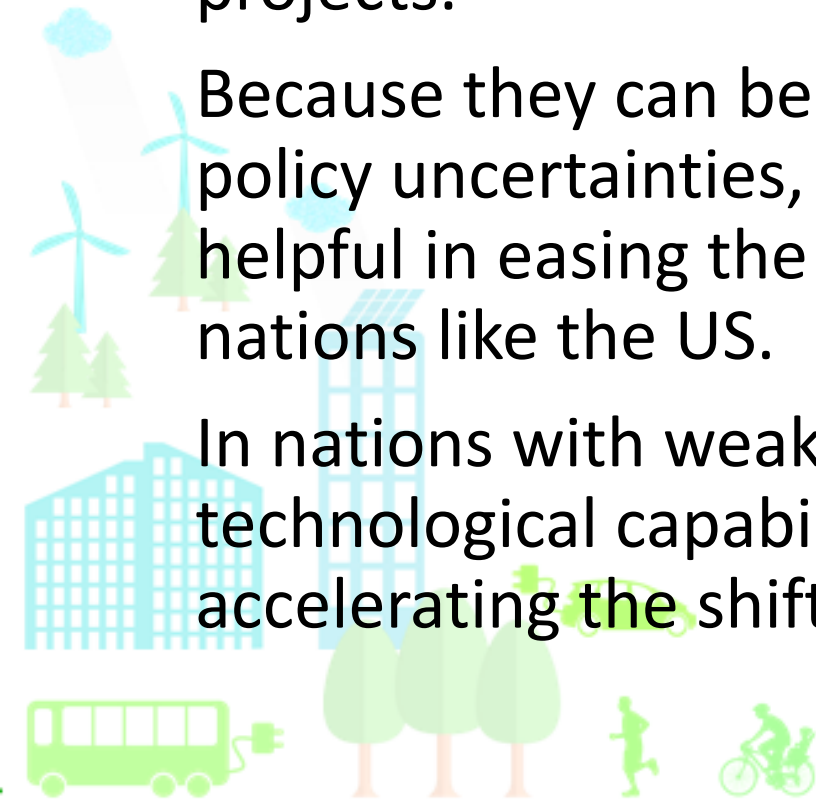 projects.
Because they can be
policy uncertainties,
helpful in easing the
nations like the US.
In nations with weak
technological capabi
accelerating the shift